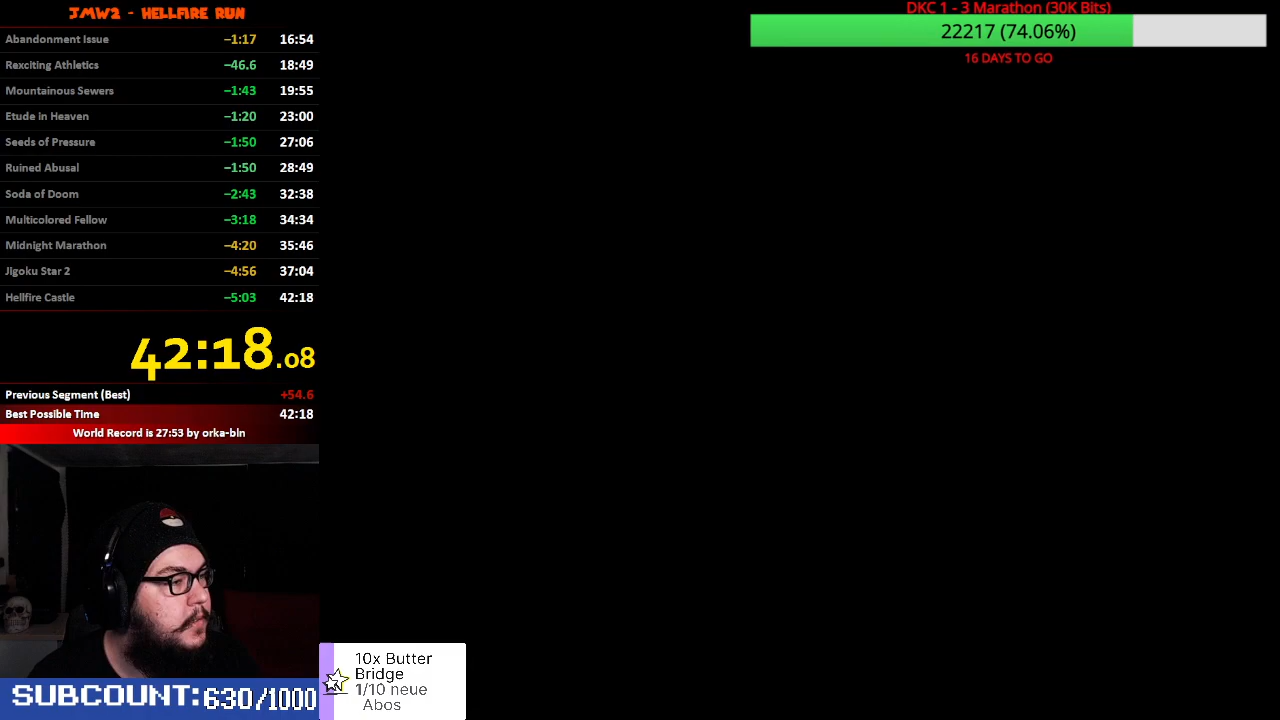 JMW2 - HELLFIRE RUN
Abandonment Issue −1:17 16:54
Rexciting Athletics −46.6 18:49
Mountainous Sewers −1:43 19:55
Etude in Heaven −1:20 23:00
Seeds of Pressure −1:50 27:06
Ruined Abusal −1:50 28:49
Soda of Doom −2:43 32:38
Multicolored Fellow −3:18 34:34
Midnight Marathon −4:20 35:46
Jigoku Star 2 −4:56 37:04
Hellfire Castle −5:03 42:18
42:18.08
Previous Segment (Best) +54.6
Best Possible Time 42:18
World Record is 27:53 by orka-bln
SUBCOUNT:630/1000
10x Butter
Bridge
1/10 neue
Abos
DKC 1 - 3 Marathon (30K Bits)
22217 (74.06%)
16 DAYS TO GO